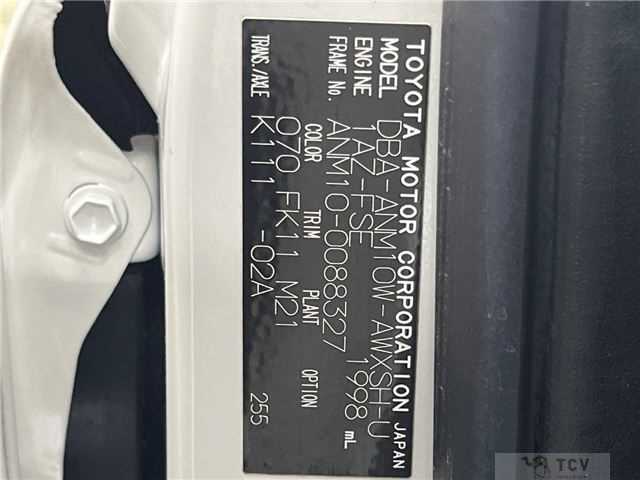 TOYOTA MOTOR CORPORATION JAPAN
MODEL DBA-ANM10W-AWXSH-U
ENGINE 1AZ-FSE 1998 mL
FRAME No. ANM10-0088327
COLOR TRIM PLANT OPTION
070 FK11 M21
TRANS./AXLE K111 -02A 255
TCV